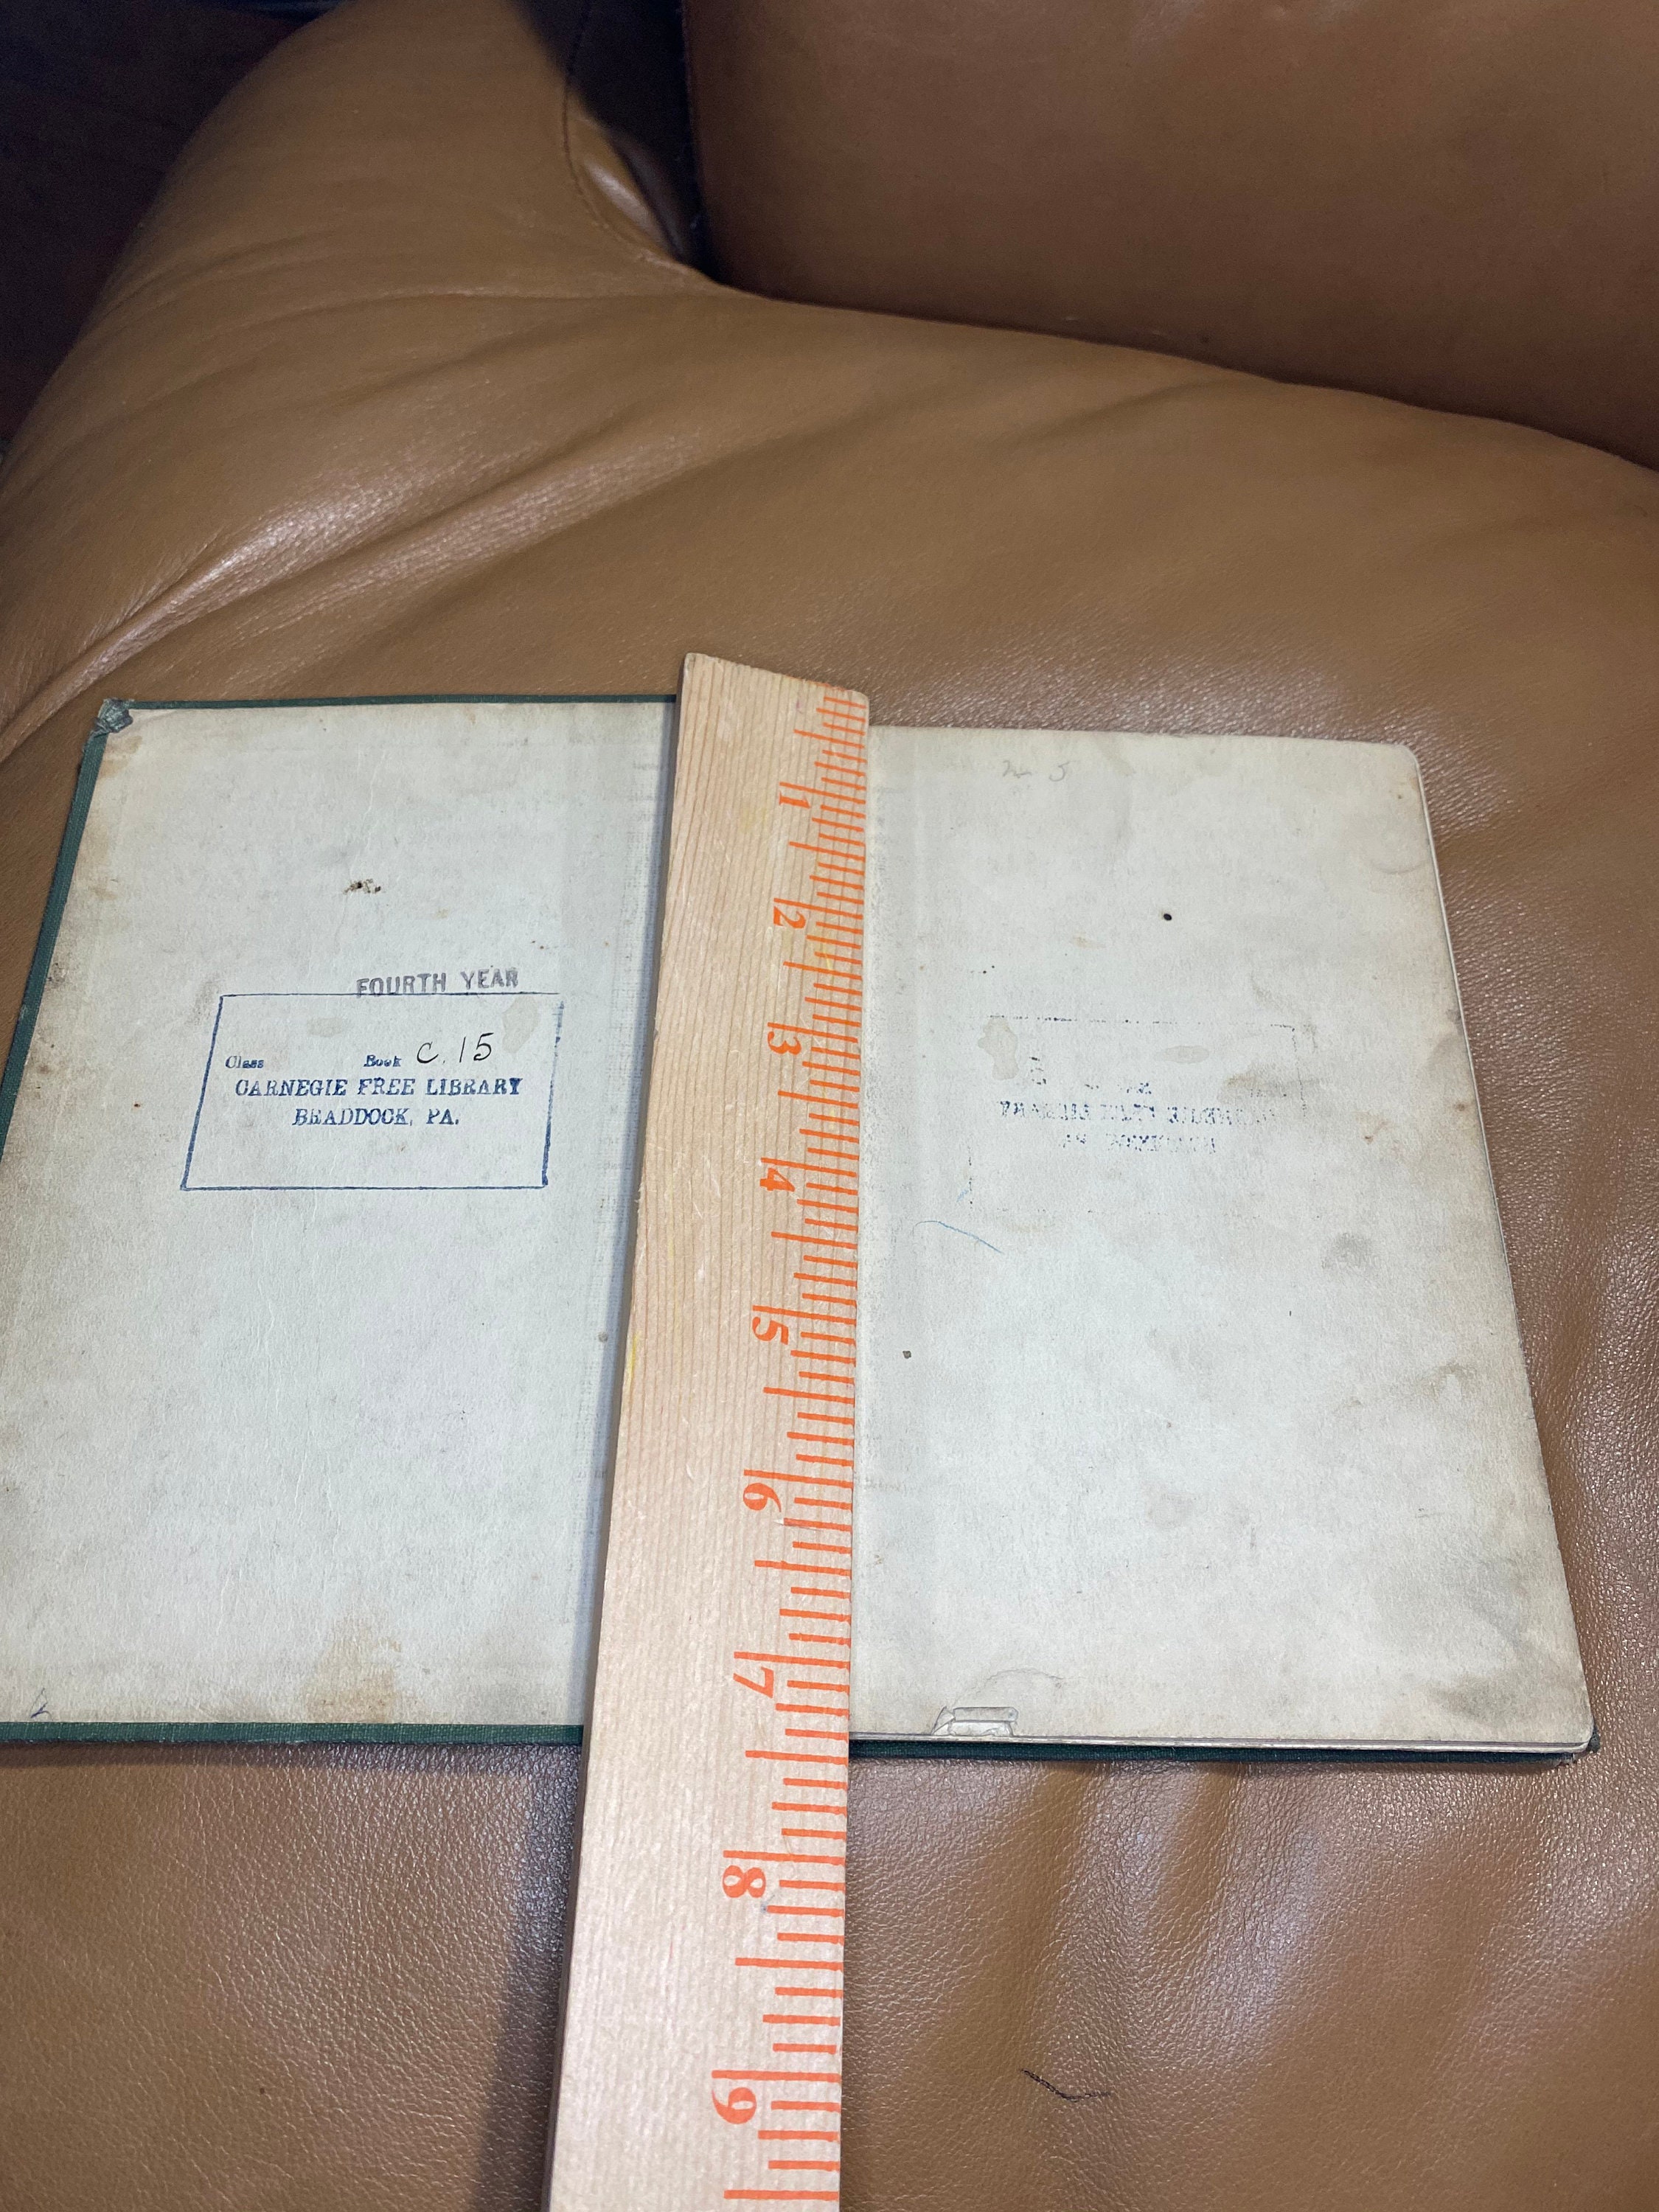 FOURTH YEAR
Class Book C. 15
CARNEGIE FREE LIBRARY
BRADDOCK, PA.
1
2
3
4
5
6
7
8
9